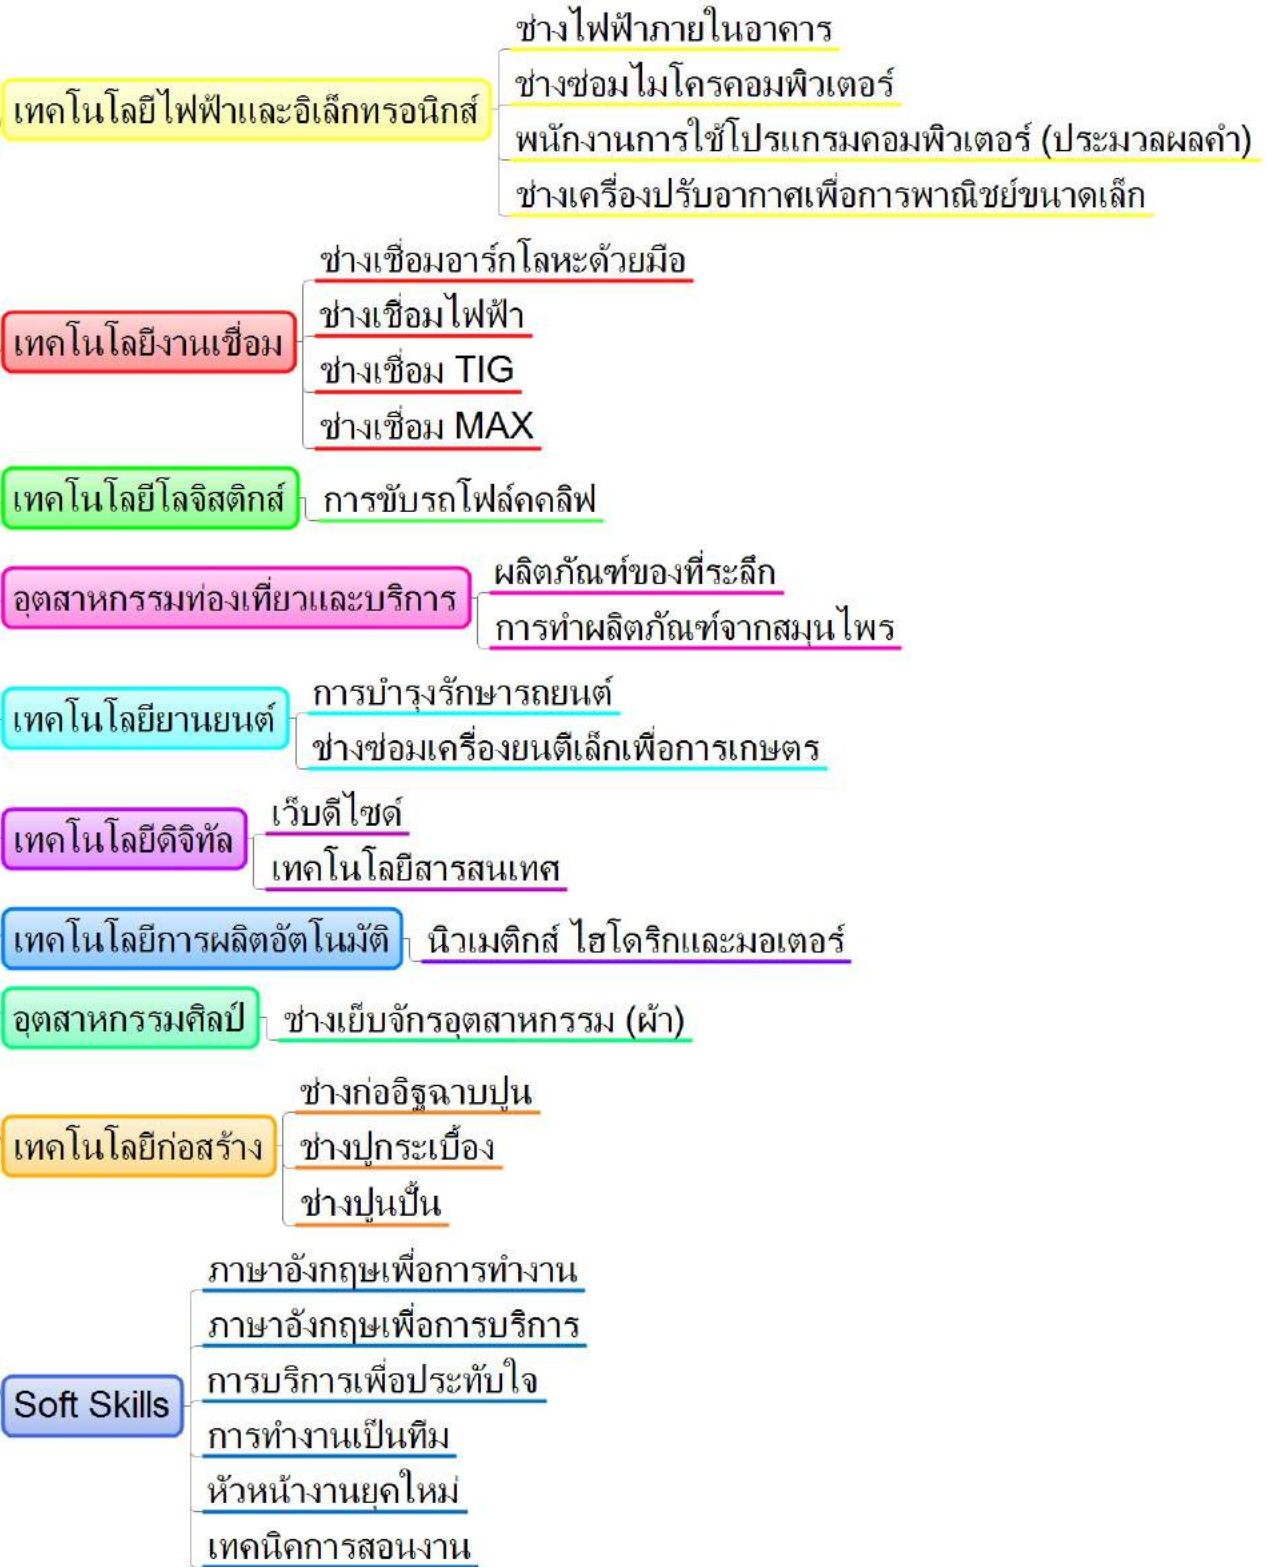 เทคโนโลยีไฟฟ้าและอิเล็กทรอนิกส์
ช่างไฟฟ้าภายในอาคาร
ช่างซ่อมไมโครคอมพิวเตอร์
พนักงานการใช้โปรแกรมคอมพิวเตอร์ (ประมวลผลคำ)
ช่างเครื่องปรับอากาศเพื่อการพาณิชย์ขนาดเล็ก
เทคโนโลยีงานเชื่อม
ช่างเชื่อมอาร์กโลหะด้วยมือ
ช่างเชื่อมไฟฟ้า
ช่างเชื่อม TIG
ช่างเชื่อม MAX
เทคโนโลยีโลจิสติกส์
การขับรถโฟล์คคลิฟ
อุตสาหกรรมท่องเที่ยวและบริการ
ผลิตภัณฑ์ของที่ระลึก
การทำผลิตภัณฑ์จากสมุนไพร
เทคโนโลยียานยนต์
การบำรุงรักษารถยนต์
ช่างซ่อมเครื่องยนตืเล็กเพื่อการเกษตร
เทคโนโลยีดิจิทัล
เว็บดีไซด์
เทคโนโลยีสารสนเทศ
เทคโนโลยีการผลิตอัตโนมัติ
นิวเมติกส์ ไฮโดริกและมอเตอร์
อุตสาหกรรมศิลป์
ช่างเย็บจักรอุตสาหกรรม (ผ้า)
เทคโนโลยีก่อสร้าง
ช่างก่ออิฐฉาบปูน
ช่างปูกระเบื้อง
ช่างปูนปั้น
Soft Skills
ภาษาอังกฤษเพื่อการทำงาน
ภาษาอังกฤษเพื่อการบริการ
การบริการเพื่อประทับใจ
การทำงานเป็นทีม
หัวหน้างานยุคใหม่
เทคนิคการสอนงาน